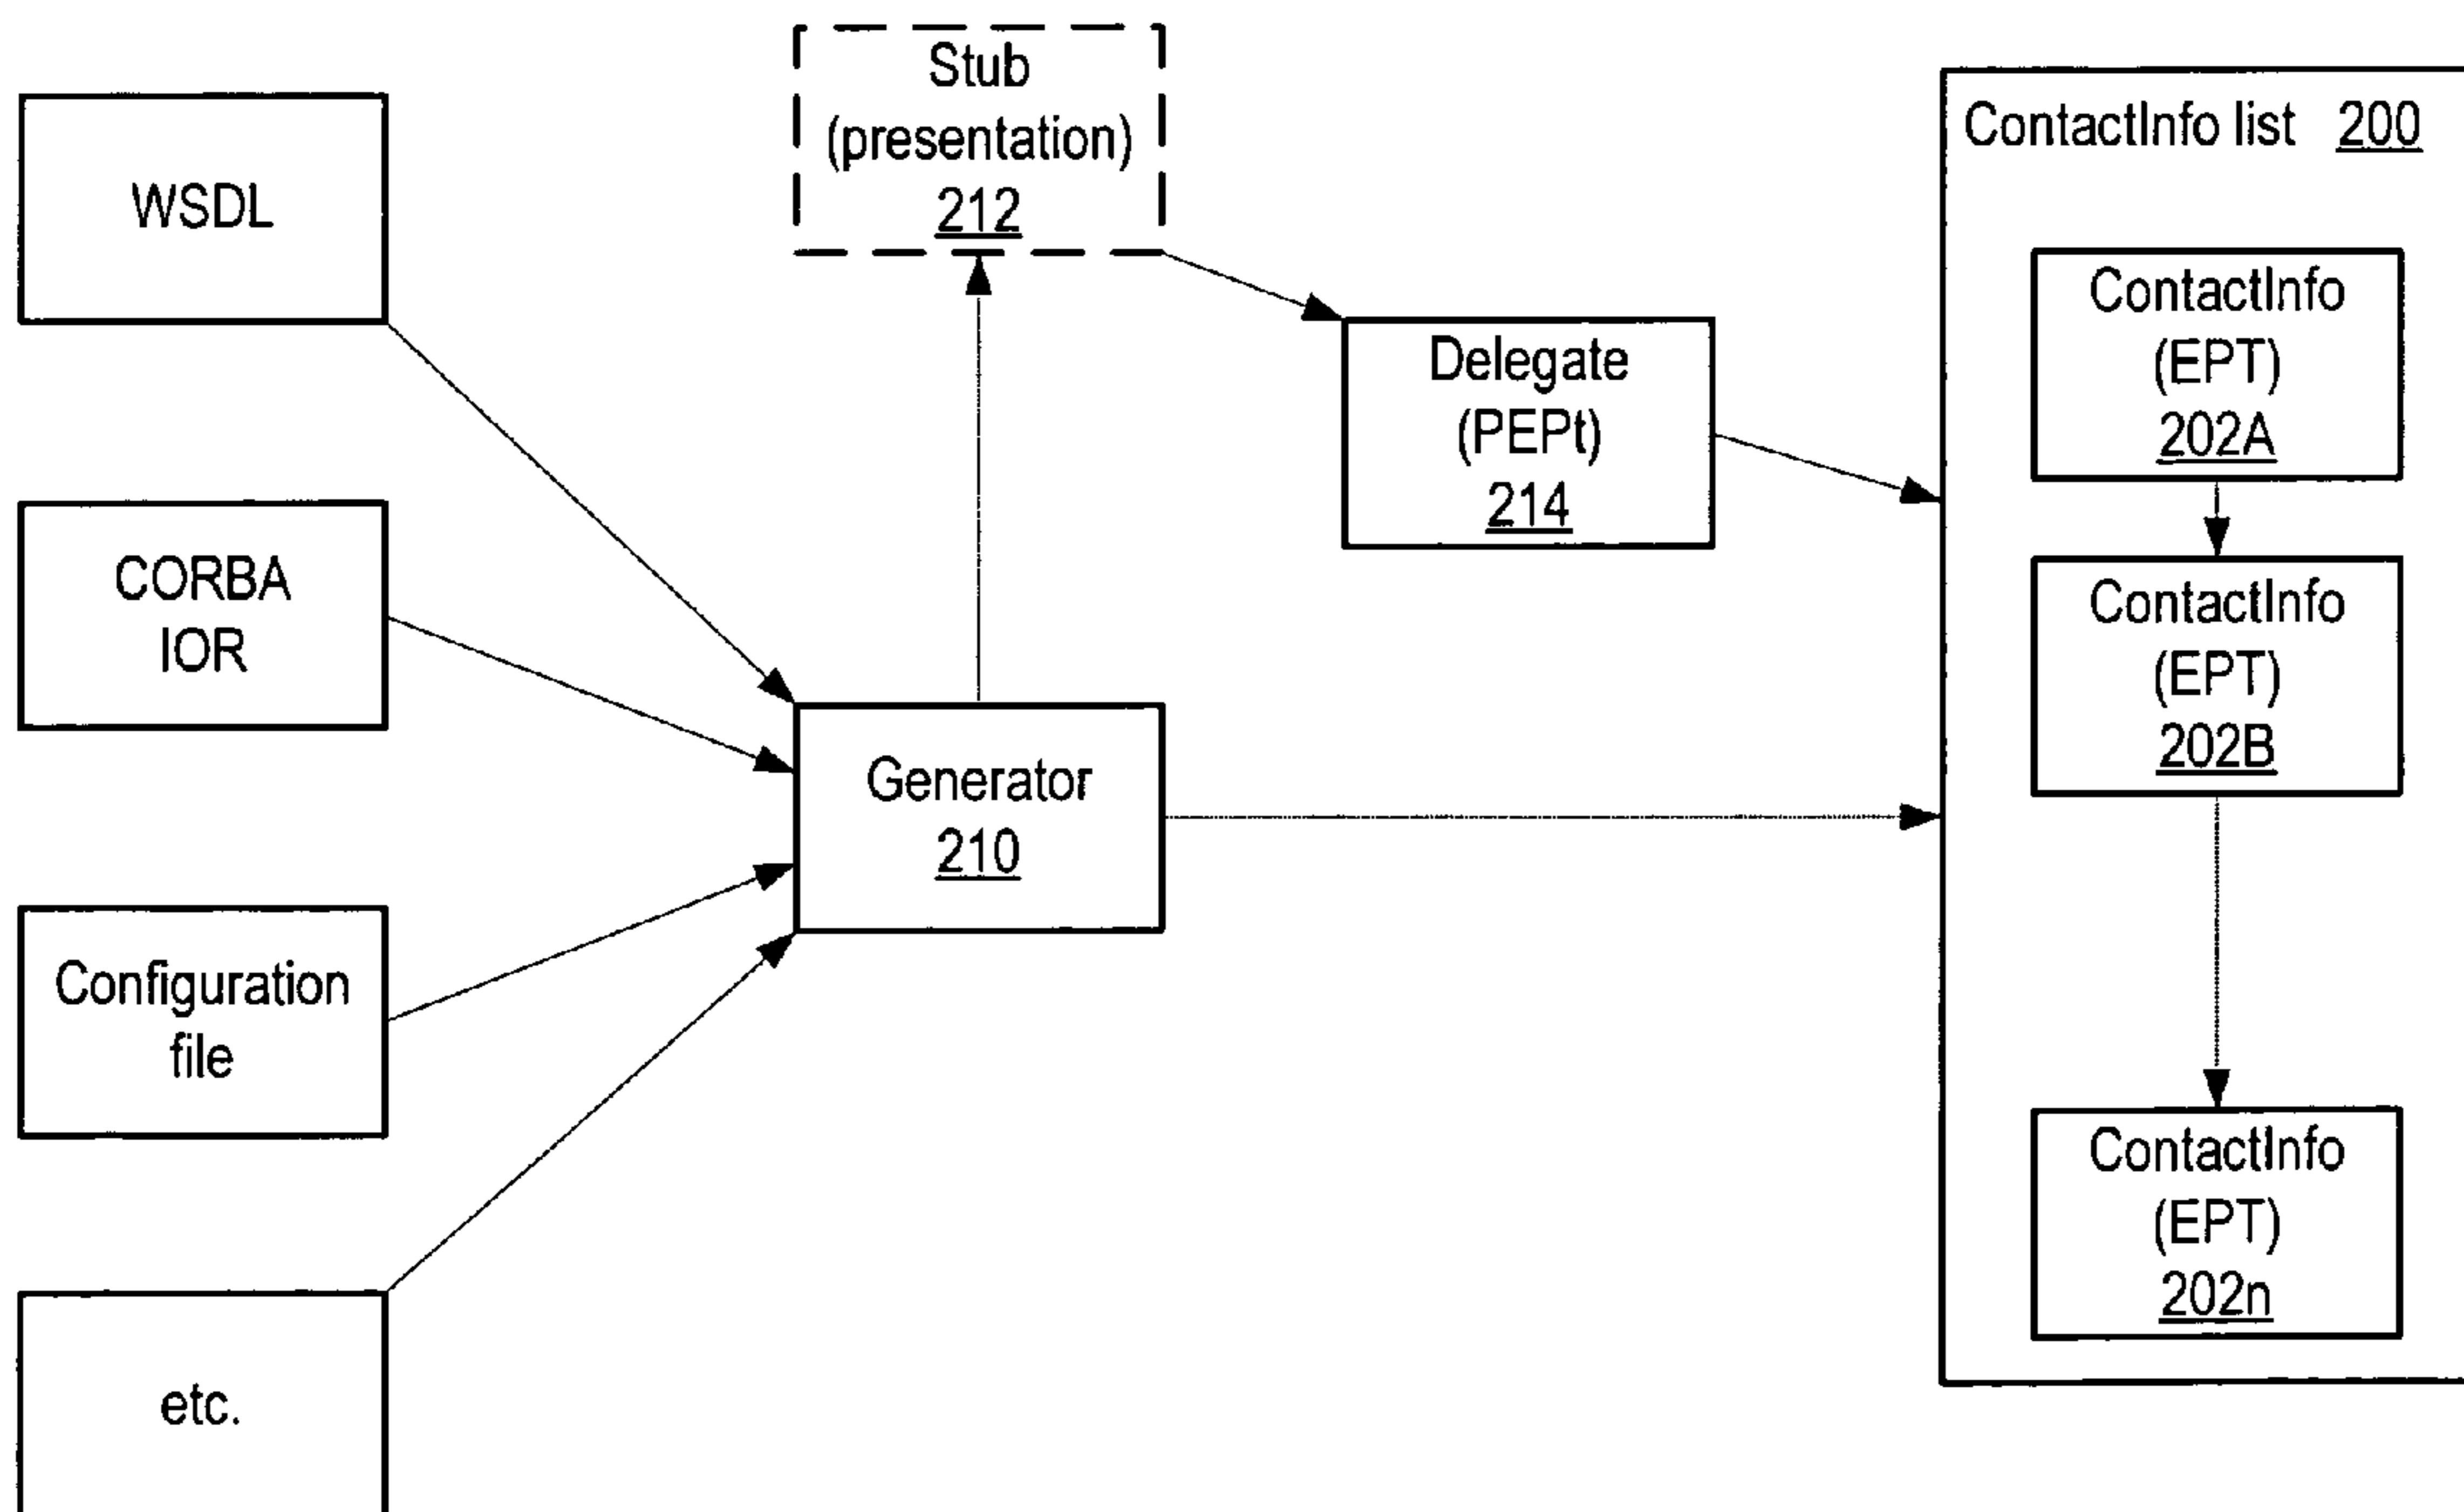 WSDL
CORBA
IOR
Configuration
file
etc.
Stub
(presentation)
212
Generator
210
Delegate
(PEPt)
214
ContactInfo list 200
ContactInfo
(EPT)
202A
ContactInfo
(EPT)
202B
ContactInfo
(EPT)
202n